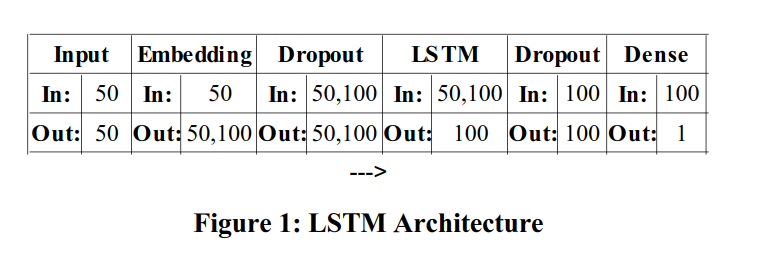 Input Embedding Dropout LSTM Dropout Dense
In: 50 In: 50 In: 50,100 In: 50,100 In: 100 In: 100
Out: 50 Out: 50,100 Out: 50,100 Out: 100 Out: 100 Out: 1
--->
Figure 1: LSTM Architecture